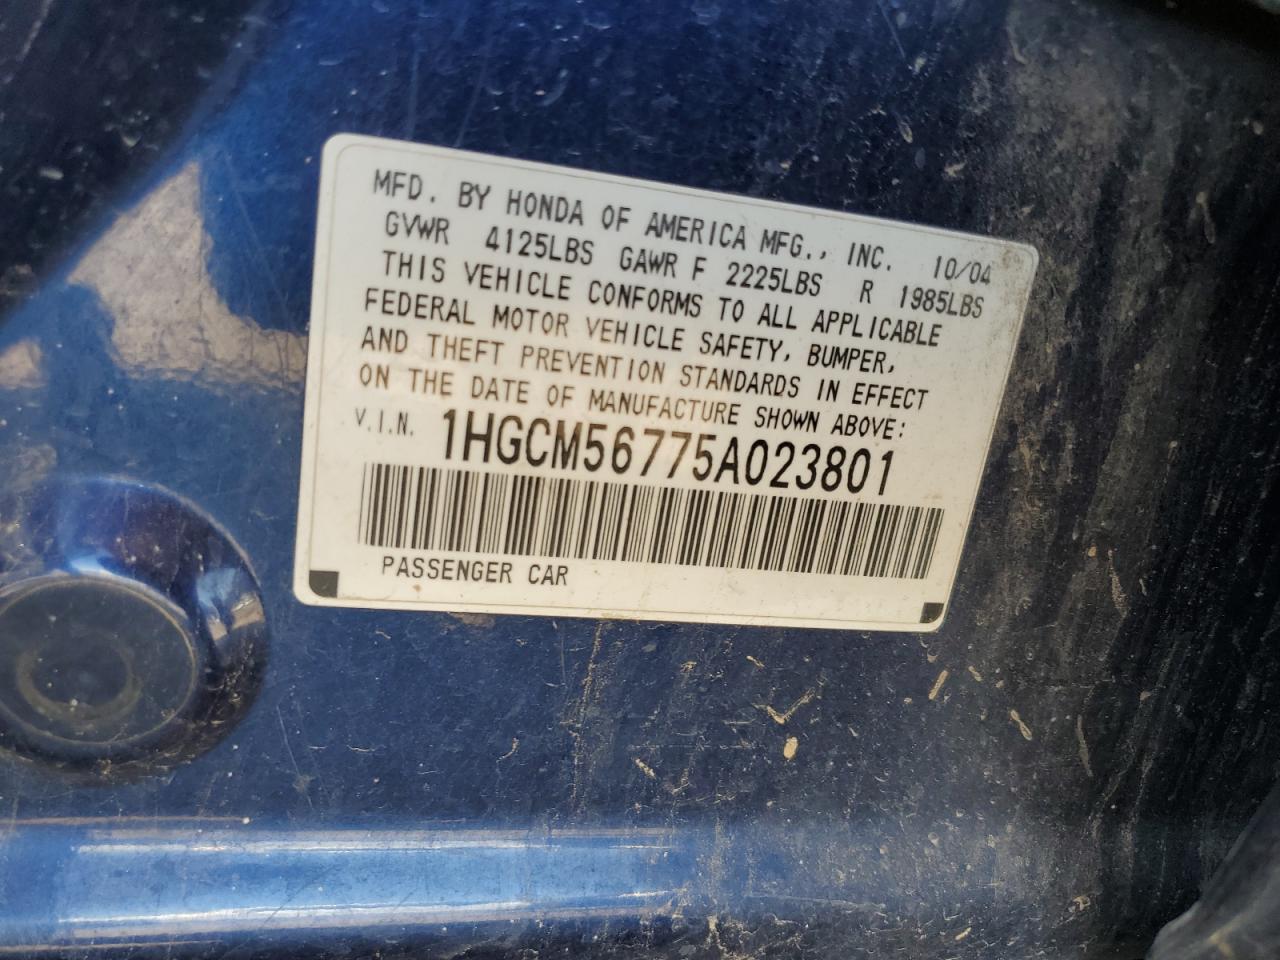 MFD. BY HONDA OF AMERICA MFG., INC. 10/04
GVWR 4125LBS GAWR F 2225LBS R 1985LBS
THIS VEHICLE CONFORMS TO ALL APPLICABLE
FEDERAL MOTOR VEHICLE SAFETY, BUMPER,
AND THEFT PREVENTION STANDARDS IN EFFECT
ON THE DATE OF MANUFACTURE SHOWN ABOVE:
V.I.N. 1HGCM56775A023801
PASSENGER CAR